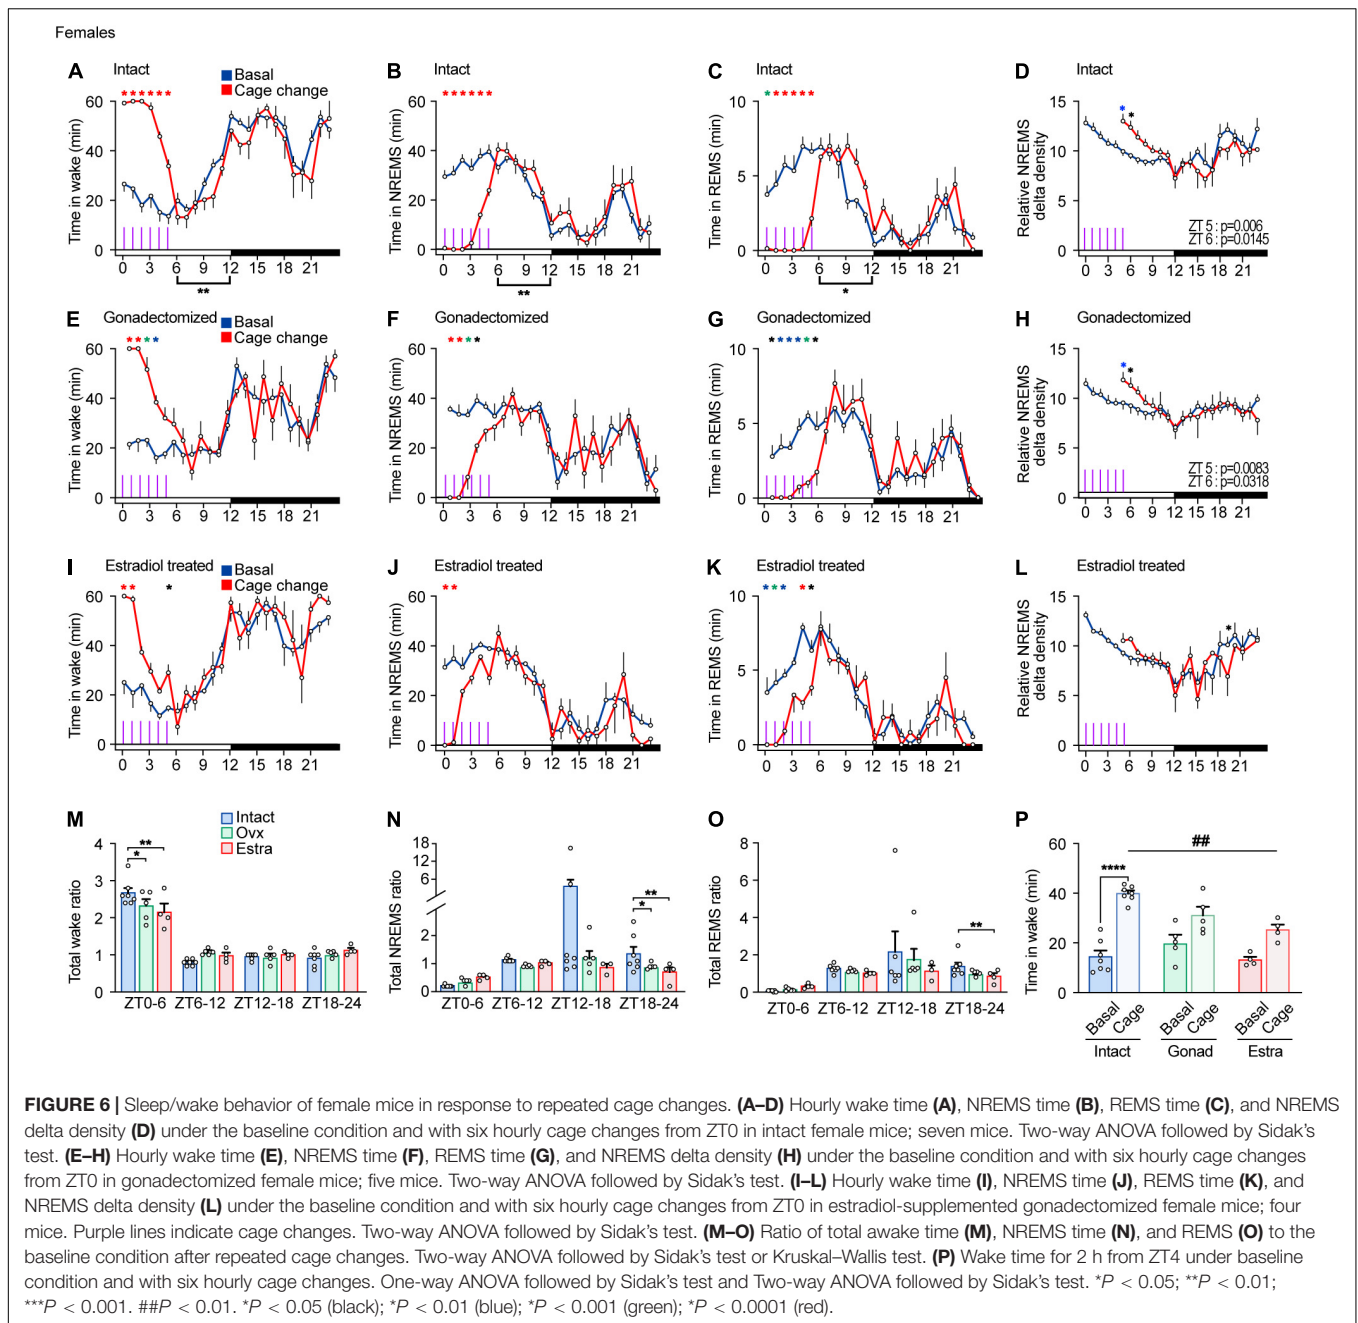 Females
A Intact
Basal
Cage change
******
Time in wake (min)
60
40
20
0
0 3 6 9 12 15 18 21
**
B Intact
******
Time in NREMS (min)
60
40
20
0
0 3 6 9 12 15 18 21
**
C Intact
******
Time in REMS (min)
10
5
0
0 3 6 9 12 15 18 21
*
D Intact
* *
Relative NREMS
delta density
15
10
5
0
ZT 5 : p=0.006
ZT 6 : p=0.0145
0 3 6 9 12 15 18 21
E Gonadectomized
Basal
Cage change
****
Time in wake (min)
60
40
20
0
0 3 6 9 12 15 18 21
F Gonadectomized
****
Time in NREMS (min)
60
40
20
0
0 3 6 9 12 15 18 21
G Gonadectomized
******
Time in REMS (min)
10
5
0
0 3 6 9 12 15 18 21
H Gonadectomized
* *
Relative NREMS
delta density
15
10
5
0
ZT 5 : p=0.0083
ZT 6 : p=0.0318
0 3 6 9 12 15 18 21
I Estradiol treated
Basal
Cage change
** *
Time in wake (min)
60
40
20
0
0 3 6 9 12 15 18 21
J Estradiol treated
**
Time in NREMS (min)
60
40
20
0
0 3 6 9 12 15 18 21
K Estradiol treated
*** **
Time in REMS (min)
10
5
0
0 3 6 9 12 15 18 21
L Estradiol treated
*
Relative NREMS
delta density
15
10
5
0
0 3 6 9 12 15 18 21
M
Intact
Ovx
Estra
**
*
Total wake ratio
4
3
2
1
0
ZT0-6 ZT6-12 ZT12-18 ZT18-24
N
Total NREMS ratio
18
12
6
2
1
0
**
*
ZT0-6 ZT6-12 ZT12-18 ZT18-24
O
Total REMS ratio
8
6
4
2
0
**
ZT0-6 ZT6-12 ZT12-18 ZT18-24
P
##
****
Time in wake (min)
60
40
20
0
Basal Cage Basal Cage Basal Cage
Intact Gonad Estra
FIGURE 6 | Sleep/wake behavior of female mice in response to repeated cage changes. (A–D) Hourly wake time (A), NREMS time (B), REMS time (C), and NREMS
delta density (D) under the baseline condition and with six hourly cage changes from ZT0 in intact female mice; seven mice. Two-way ANOVA followed by Sidak's
test. (E–H) Hourly wake time (E), NREMS time (F), REMS time (G), and NREMS delta density (H) under the baseline condition and with six hourly cage changes
from ZT0 in gonadectomized female mice; five mice. Two-way ANOVA followed by Sidak's test. (I–L) Hourly wake time (I), NREMS time (J), REMS time (K), and
NREMS delta density (L) under the baseline condition and with six hourly cage changes from ZT0 in estradiol-supplemented gonadectomized female mice; four
mice. Purple lines indicate cage changes. Two-way ANOVA followed by Sidak's test. (M–O) Ratio of total awake time (M), NREMS time (N), and REMS (O) to the
baseline condition after repeated cage changes. Two-way ANOVA followed by Sidak's test or Kruskal–Wallis test. (P) Wake time for 2 h from ZT4 under baseline
condition and with six hourly cage changes. One-way ANOVA followed by Sidak's test and Two-way ANOVA followed by Sidak's test. *P < 0.05; **P < 0.01;
***P < 0.001. ##P < 0.01. *P < 0.05 (black); *P < 0.01 (blue); *P < 0.001 (green); *P < 0.0001 (red).